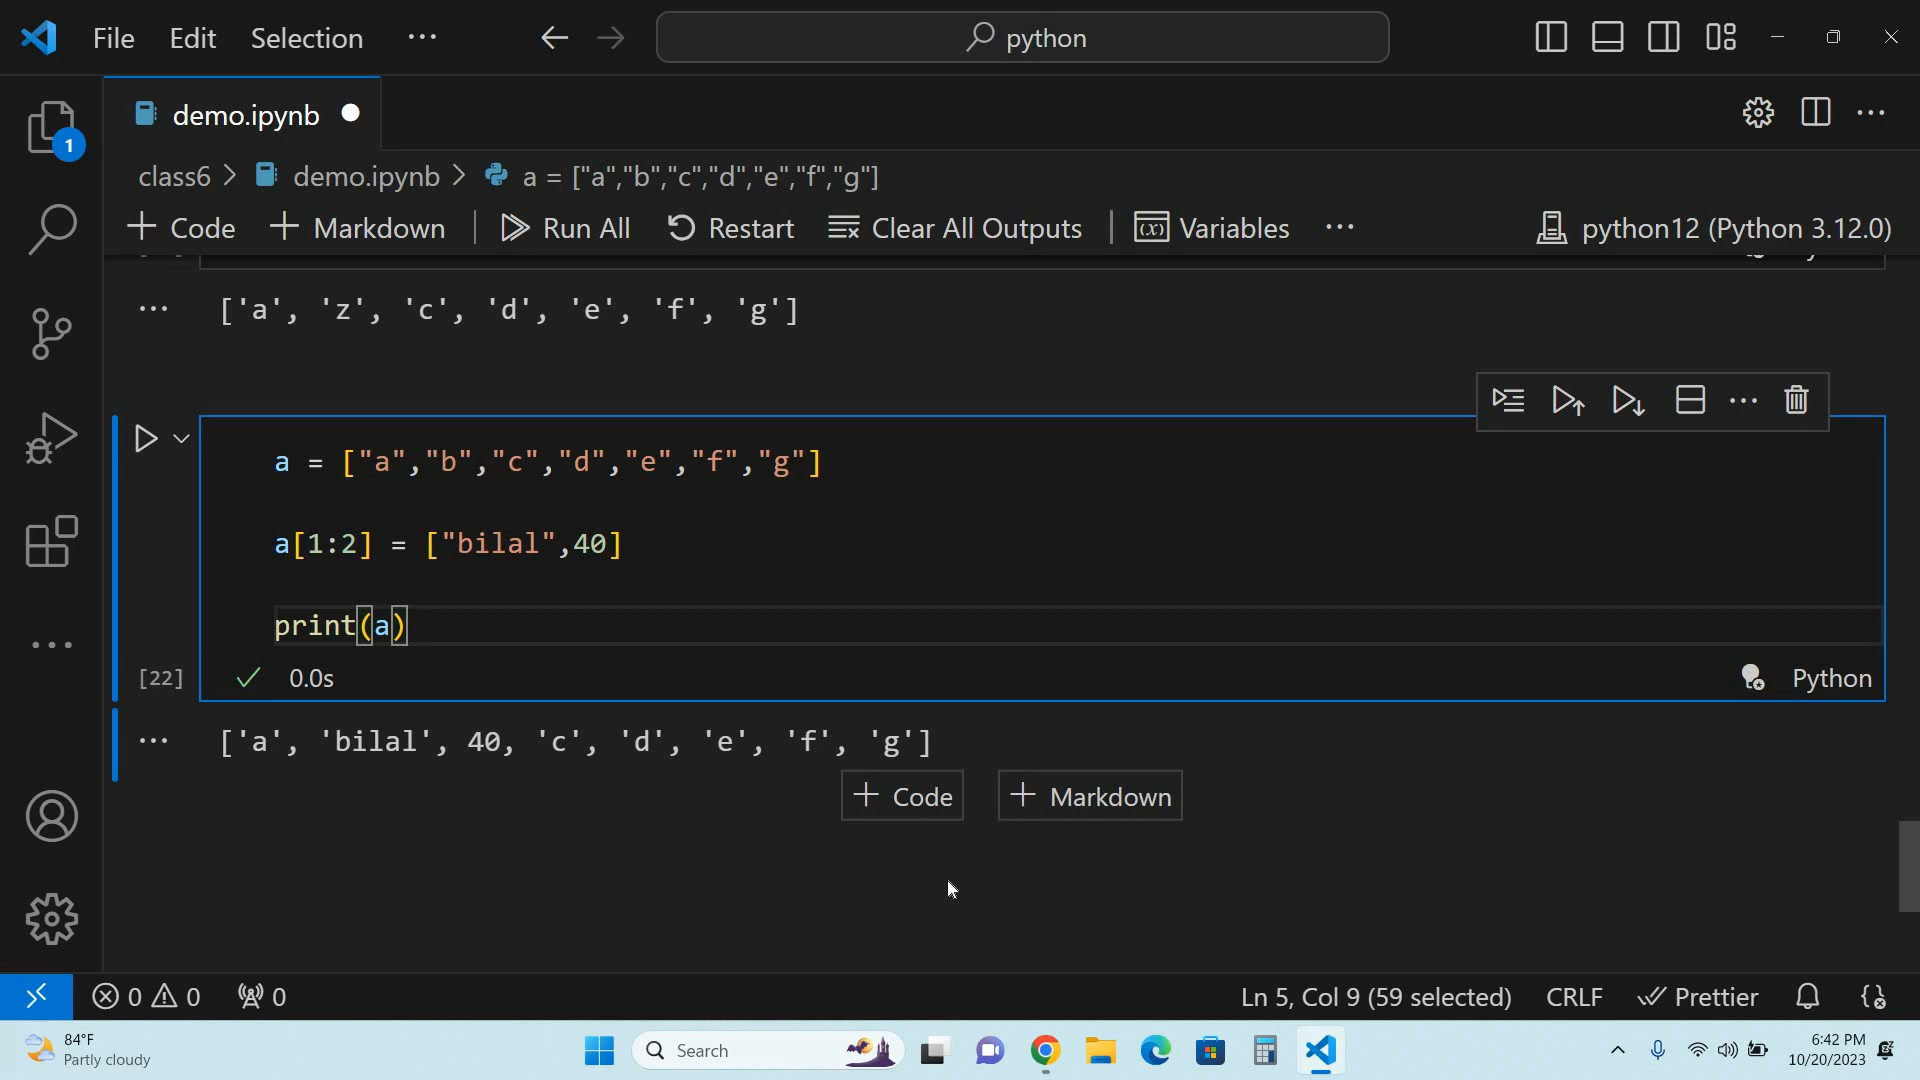 File Edit Selection ··· python
demo.ipynb
1
class6 > demo.ipynb > a = ["a","b","c","d","e","f","g"]
+ Code + Markdown | Run All Restart Clear All Outputs | Variables ··· python12 (Python 3.12.0)
··· ['a', 'z', 'c', 'd', 'e', 'f', 'g']
a = ["a","b","c","d","e","f","g"]
a[1:2] = ["bilal",40]
print(a)
[22] ✓ 0.0s Python
··· ['a', 'bilal', 40, 'c', 'd', 'e', 'f', 'g']
+ Code + Markdown
0 0 0 Ln 5, Col 9 (59 selected) CRLF Prettier
84°F
Partly cloudy
Search
6:42 PM
10/20/2023